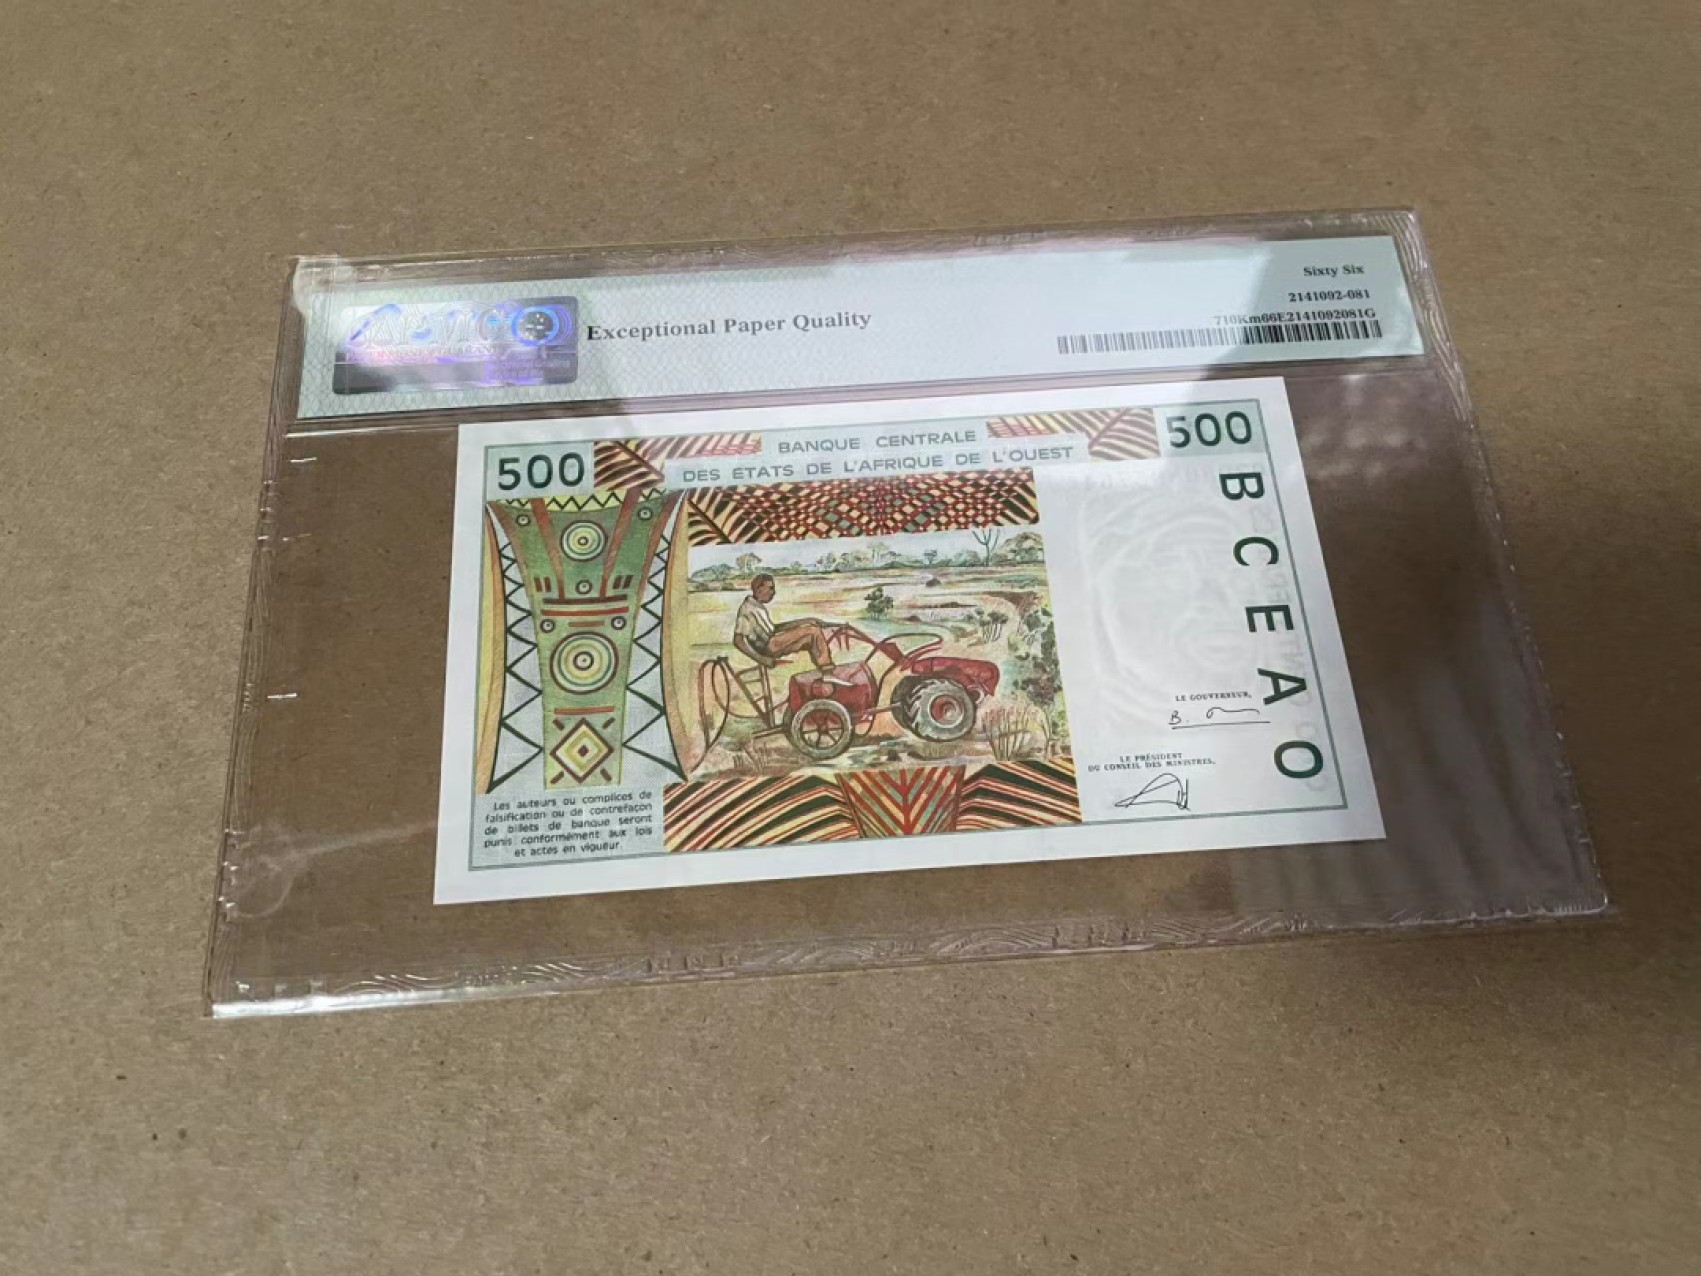 Sixty Six
2141092-081
Exceptional Paper Quality
710Km66E2141092081G
500
BANQUE CENTRALE
DES ETATS DE L'AFRIQUE DE L'OUEST
500
BCEAO
LE GOUVERNEUR,
LE PRÉSIDENT
DU CONSEIL DES MINISTRES,
Les auteurs ou complices de
falsification ou de contrefaçon
de billets de banque seront
punis conformément aux lois
et actes en vigueur.